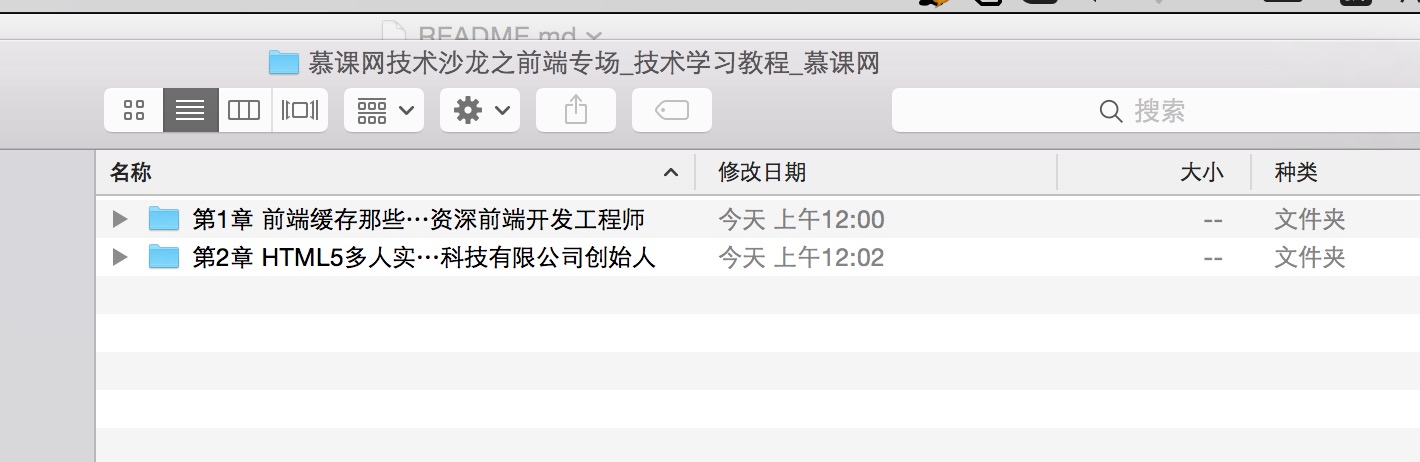 README.md
慕课网技术沙龙之前端专场_技术学习教程_慕课网
搜索
名称 修改日期 大小 种类
第1章 前端缓存那些…资深前端开发工程师 今天 上午12:00 -- 文件夹
第2章 HTML5多人实…科技有限公司创始人 今天 上午12:02 -- 文件夹